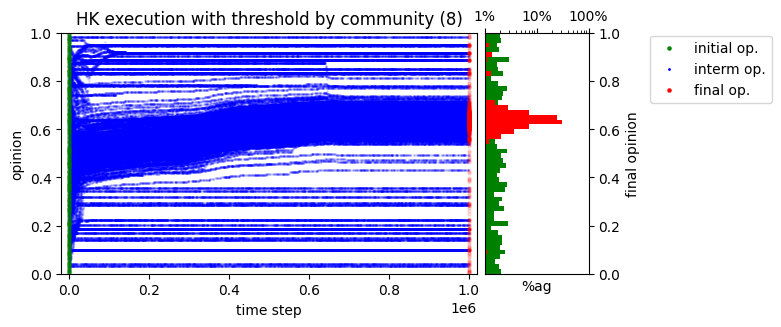 HK execution with threshold by community (8)
1% 10% 100%
initial op.
interm op.
final op.
1.0 1.0
0.8 0.8
0.6 0.6
0.4 0.4
0.2 0.2
0.0 0.0
opinion
final opinion
0.0 0.2 0.4 0.6 0.8 1.0
1e6
time step
%ag